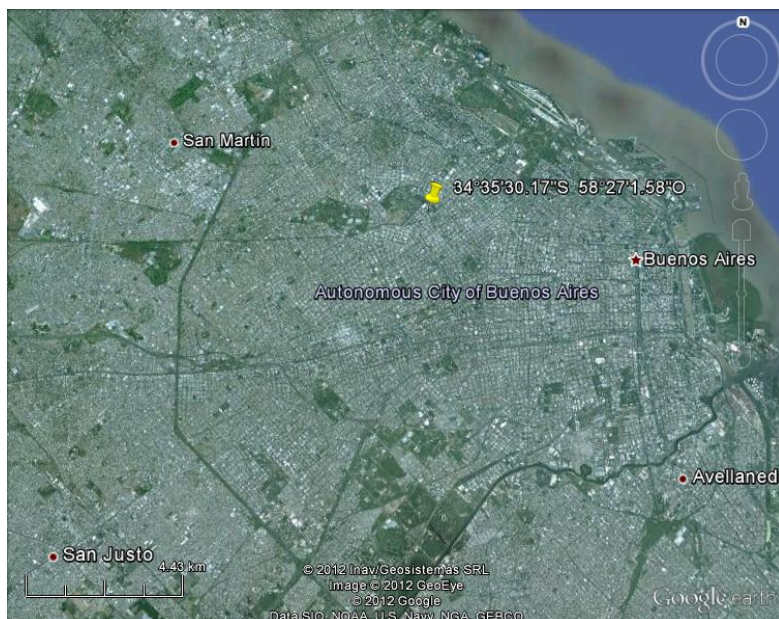 N
San Martín
34°35'30.17"S 58°27'1.58"O
Buenos Aires
Autonomous City of Buenos Aires
Avellaned
San Justo
4.43 km
© 2012 Inav/Geosistemas SRL
Image © 2012 GeoEye
© 2012 Google
Data SIO, NOAA, U.S. Navy, NGA, GEBCO
Google earth